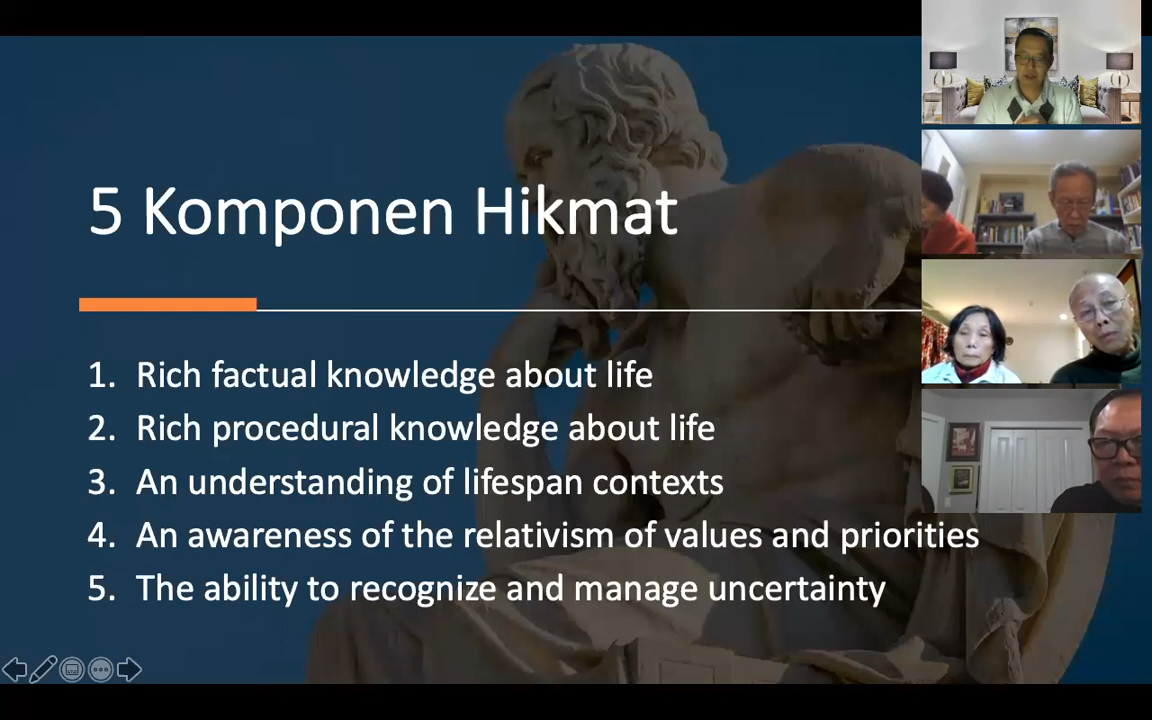 5 Komponen Hikmat
1. Rich factual knowledge about life
2. Rich procedural knowledge about life
3. An understanding of lifespan contexts
4. An awareness of the relativism of values and priorities
5. The ability to recognize and manage uncertainty